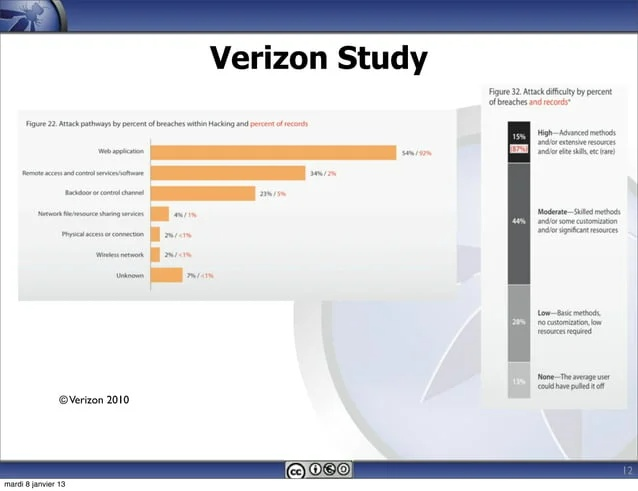 Verizon Study
Figure 22. Attack pathways by percent of breaches within Hacking and percent of records
Web application
54% / 92%
Remote access and control services/software
34% / 2%
Backdoor or control channel
23% / 5%
Network file/resource sharing services
4% / 1%
Physical access or connection
2% / <1%
Wireless network
2% / <1%
Unknown
7% / <1%
Figure 32. Attack difficulty by percent
of breaches and records*
15%
(87%)
High—Advanced methods
and/or extensive resources
and/or elite skills, etc (rare)
44%
Moderate—Skilled methods
and/or some customization
and/or significant resources
28%
Low—Basic methods,
no customization, low
resources required
13%
None—The average user
could have pulled it off
© Verizon 2010
cc
12
mardi 8 janvier 13